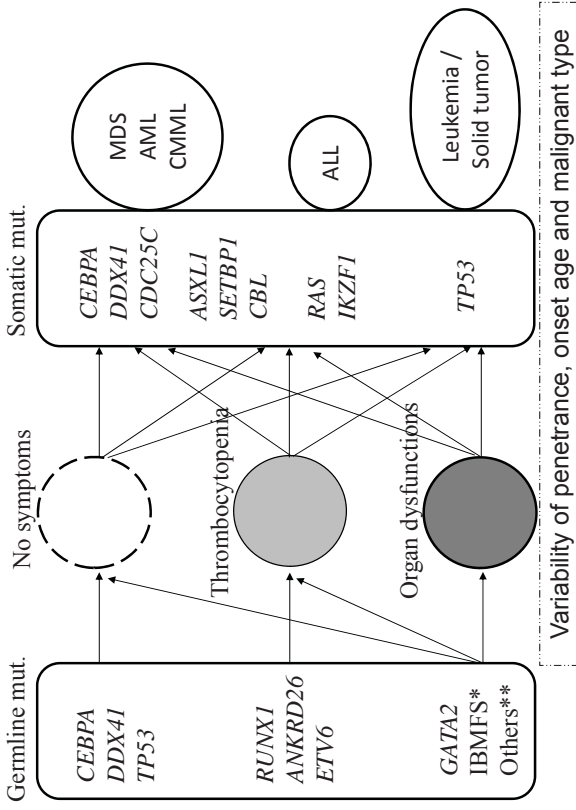 Germline mut.
CEBPA
DDX41
TP53
RUNX1
ANKRD26
ETV6
GATA2
IBMFS*
Others**
No symptoms
Thrombocytopenia
Organ dysfunctions
Somatic mut.
CEBPA
DDX41
CDC25C
ASXL1
SETBP1
CBL
RAS
IKZF1
TP53
MDS
AML
CMML
ALL
Leukemia /
Solid tumor
Variability of penetrance, onset age and malignant type